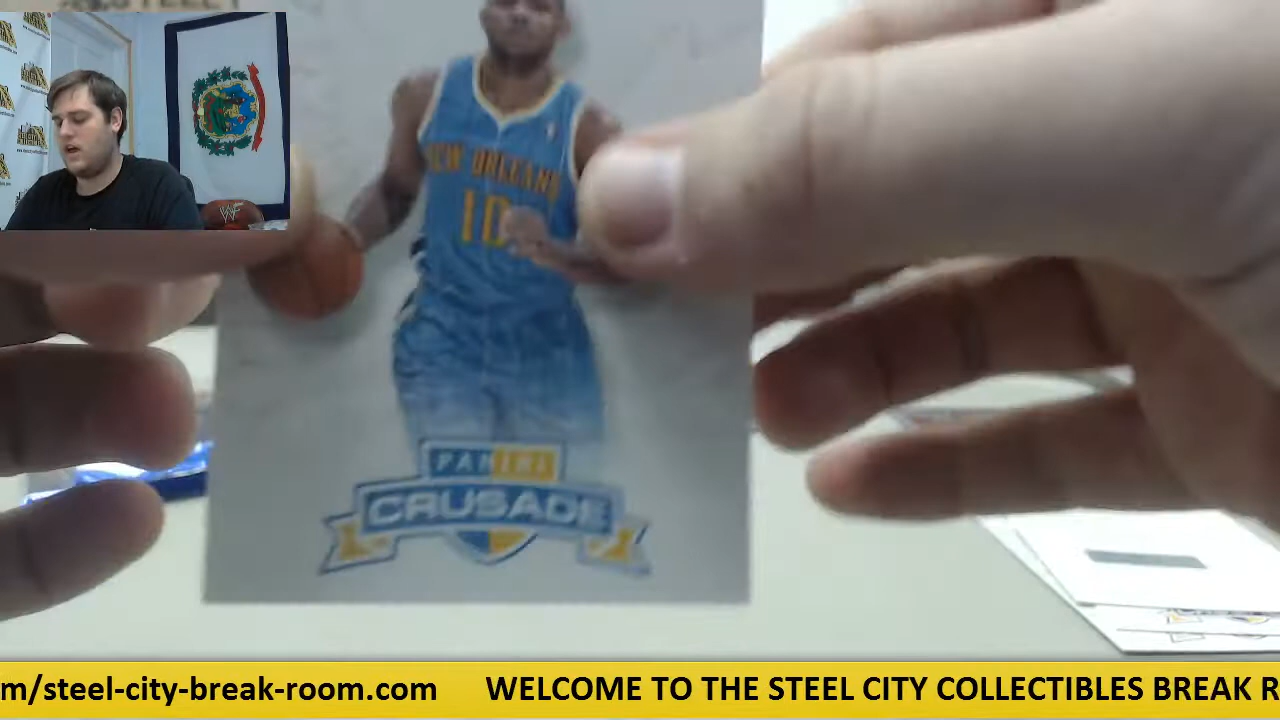 NEW ORLEANS
10
PANINI
CRUSADE
m/steel-city-break-room.com WELCOME TO THE STEEL CITY COLLECTIBLES BREAK R